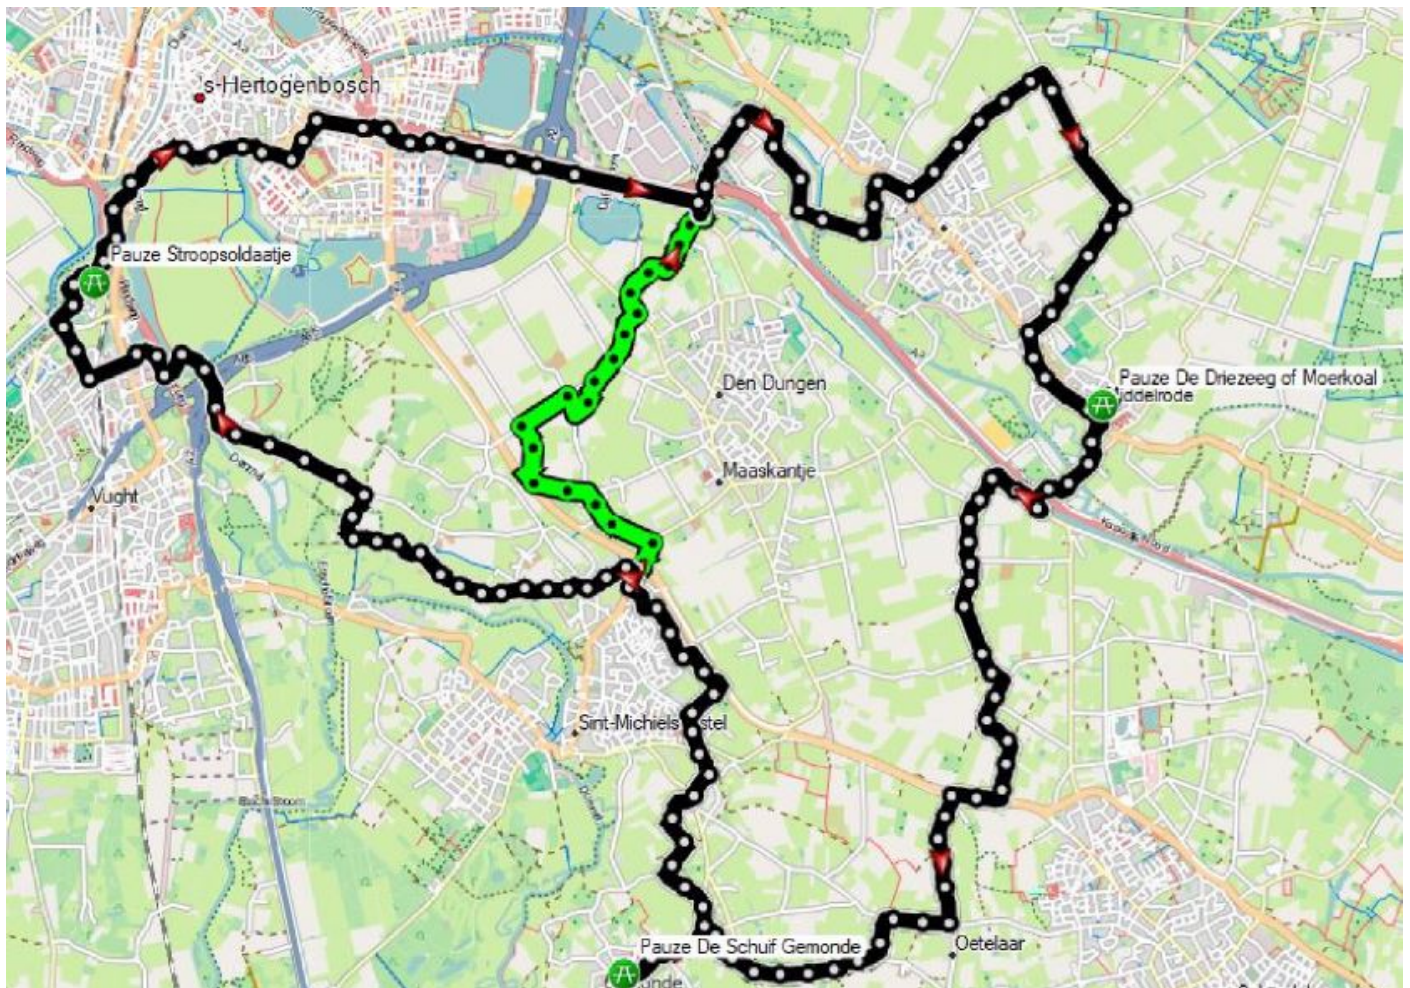 's-Hertogenbosch
Pauze Stroopsoldaatje
Den Dungen
Pauze De Driezeeg of Moerkoal
iddelrode
Maaskantje
Vught
Sint-Michiels stel
Pauze De Schuif Gemonde
Oetelaar